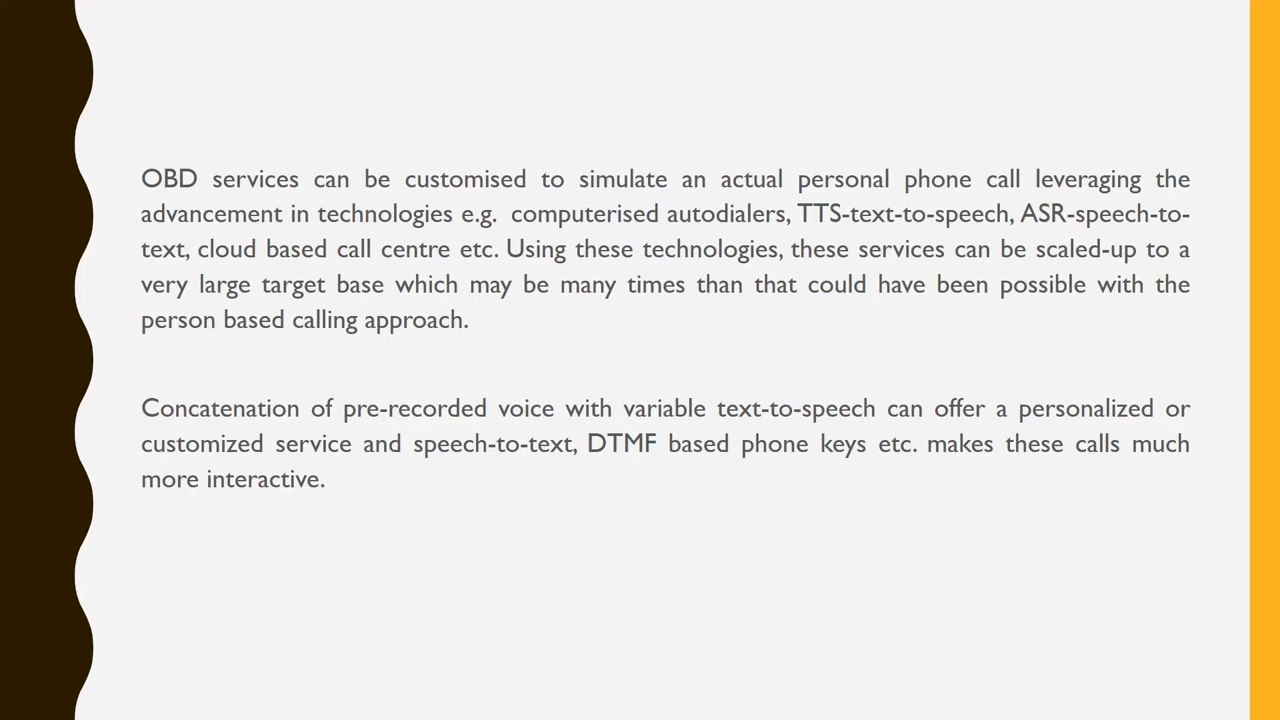 OBD services can be customised to simulate an actual personal phone call leveraging the
advancement in technologies e.g. computerised autodialers, TTS-text-to-speech, ASR-speech-to-
text, cloud based call centre etc. Using these technologies, these services can be scaled-up to a
very large target base which may be many times than that could have been possible with the
person based calling approach.
Concatenation of pre-recorded voice with variable text-to-speech can offer a personalized or
customized service and speech-to-text, DTMF based phone keys etc. makes these calls much
more interactive.